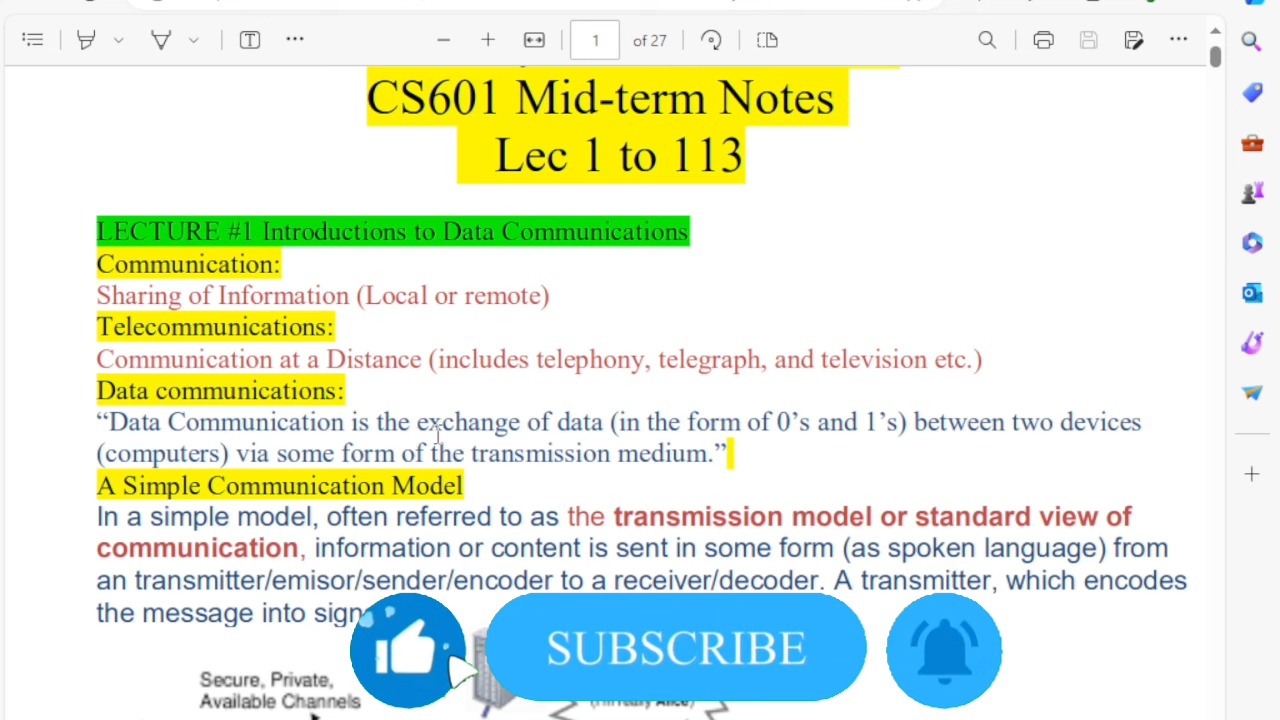 1
of 27
CS601 Mid-term Notes
Lec 1 to 113
LECTURE #1 Introductions to Data Communications
Communication:
Sharing of Information (Local or remote)
Telecommunications:
Communication at a Distance (includes telephony, telegraph, and television etc.)
Data communications:
“Data Communication is the exchange of data (in the form of 0’s and 1’s) between two devices
(computers) via some form of the transmission medium.”
A Simple Communication Model
In a simple model, often referred to as the transmission model or standard view of
communication, information or content is sent in some form (as spoken language) from
an transmitter/emisor/sender/encoder to a receiver/decoder. A transmitter, which encodes
the message into
SUBSCRIBE
Secure, Private,
Available Channels